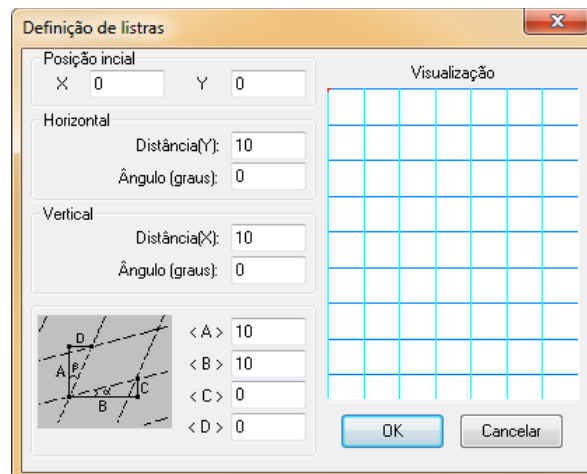 Definição de listras
Posição incial
X 0 Y 0
Visualização
Horizontal
Distância(Y): 10
Ângulo (graus): 0
Vertical
Distância(X): 10
Ângulo (graus): 0
D
A β
α C
B
< A > 10
< B > 10
< C > 0
< D > 0
OK Cancelar